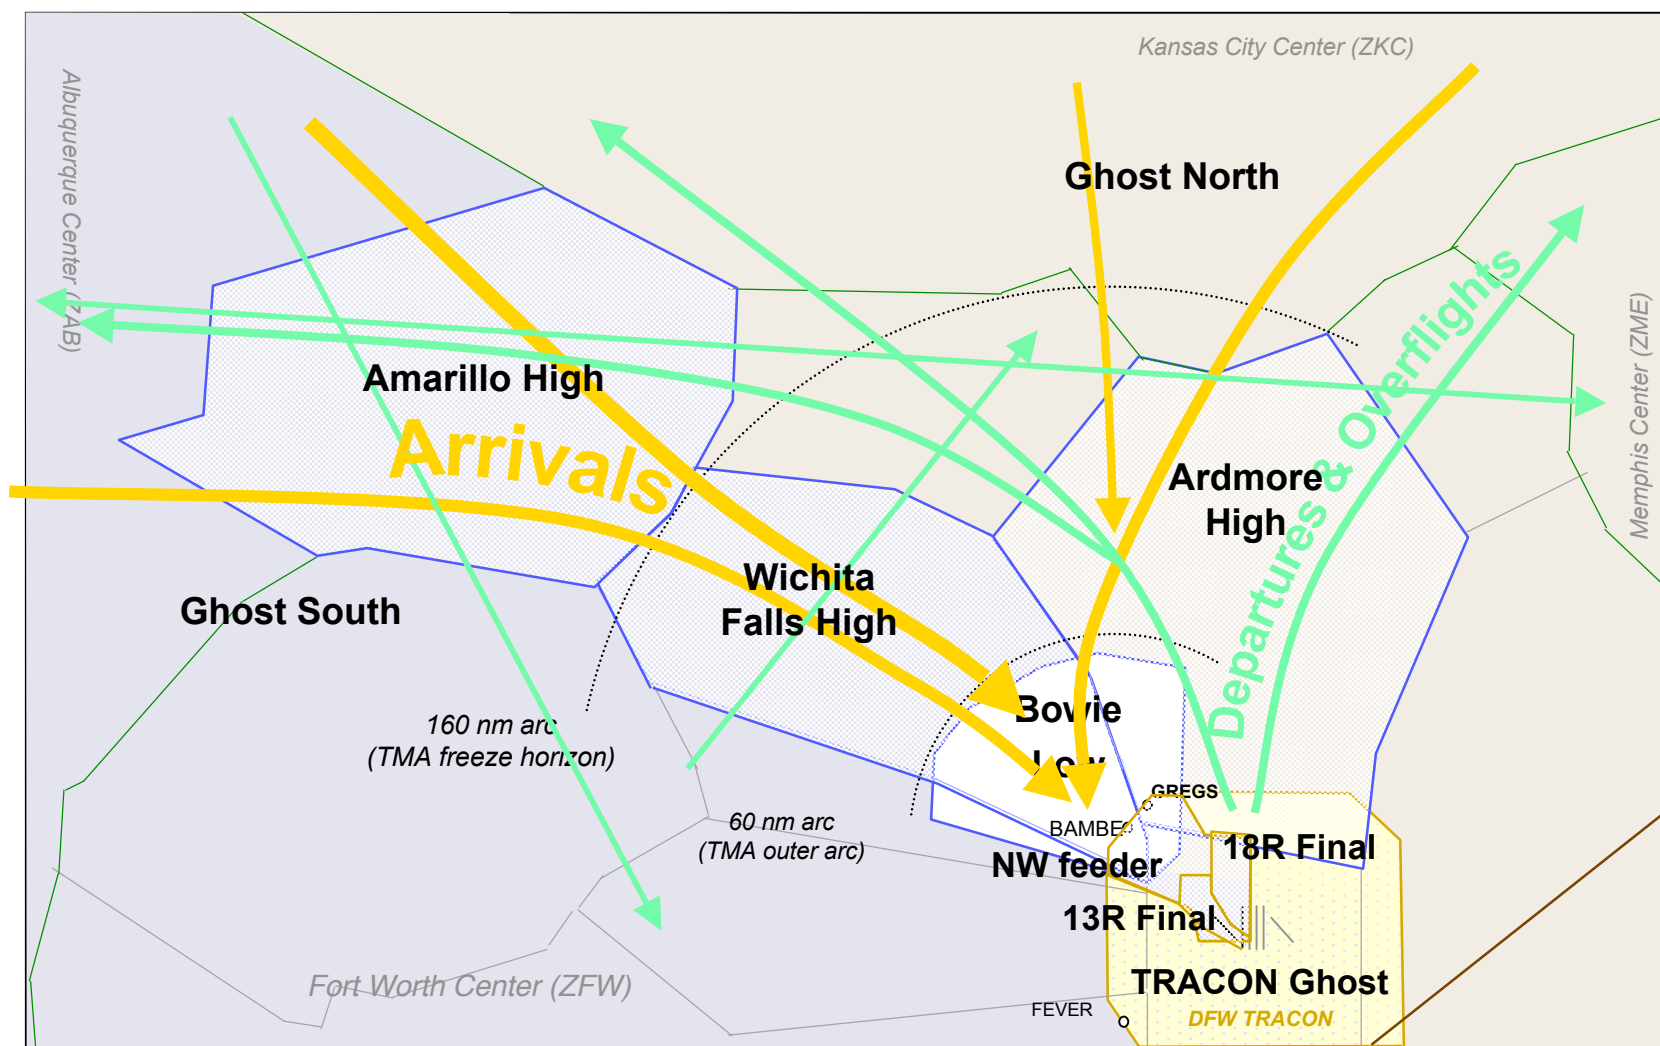 Kansas City Center (ZKC)
Albuquerque Center (ZAB)
Ghost North
Memphis Center (ZME)
Departures & Overflights
Amarillo High
Arrivals
Ardmore
High
Wichita
Falls High
Ghost South
160 nm arc
(TMA freeze horizon)
Bowie
Low
GREGS
60 nm arc
(TMA outer arc)
BAMBE
18R Final
NW feeder
13R Final
Fort Worth Center (ZFW)
TRACON Ghost
FEVER
DFW TRACON